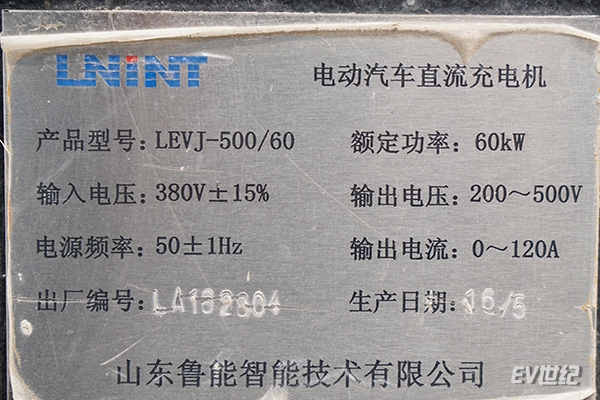 LNINT 电动汽车直流充电机
产品型号: LEVJ-500/60 额定功率: 60kW
输入电压: 380V±15% 输出电压: 200～500V
电源频率: 50±1Hz 输出电流: 0～120A
出厂编号: LA162604 生产日期: 16/5
山东鲁能智能技术有限公司
EV世纪